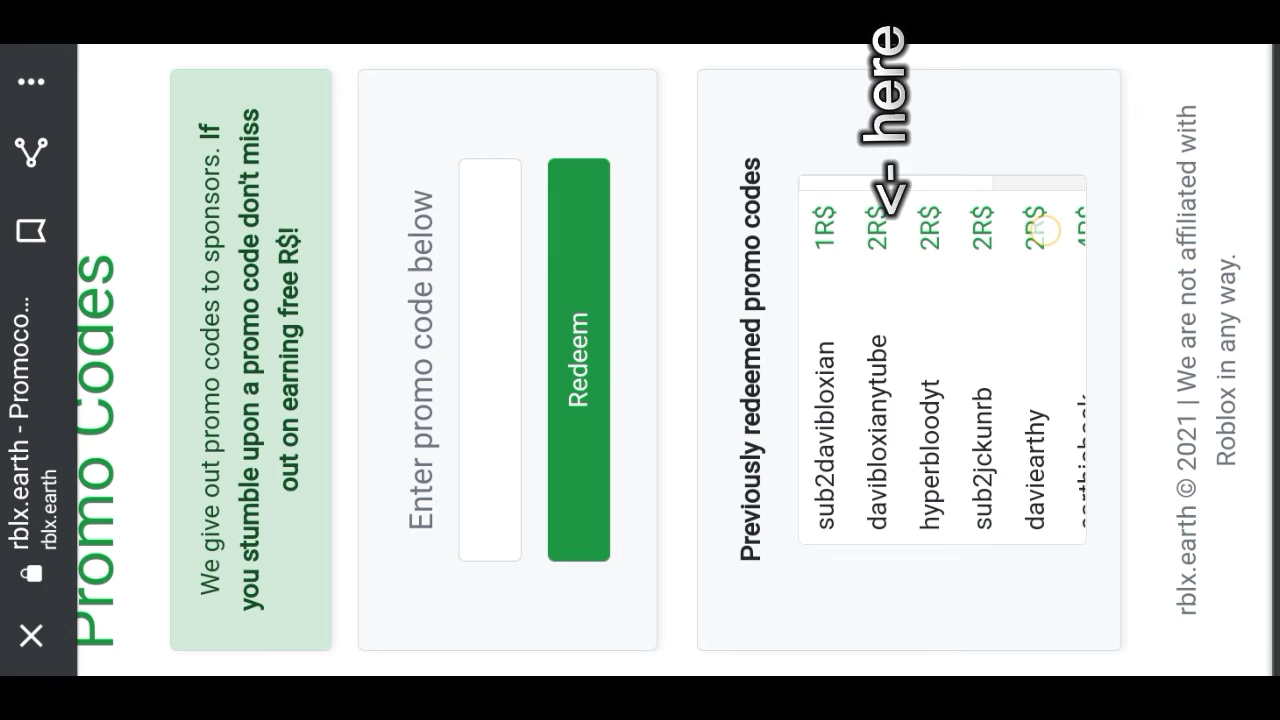 rblx.earth - Promoco...
rblx.earth
Promo Codes
We give out promo codes to sponsors. If
you stumble upon a promo code don't miss
out on earning free R$!
Enter promo code below
Redeem
Previously redeemed promo codes
sub2davibloxian 1R$
davibloxianytube 2R$
<- here
hyperbloodyt 2R$
sub2jckunrb 2R$
daviearthy 2R$
rblx.earth © 2021 | We are not affiliated with
Roblox in any way.